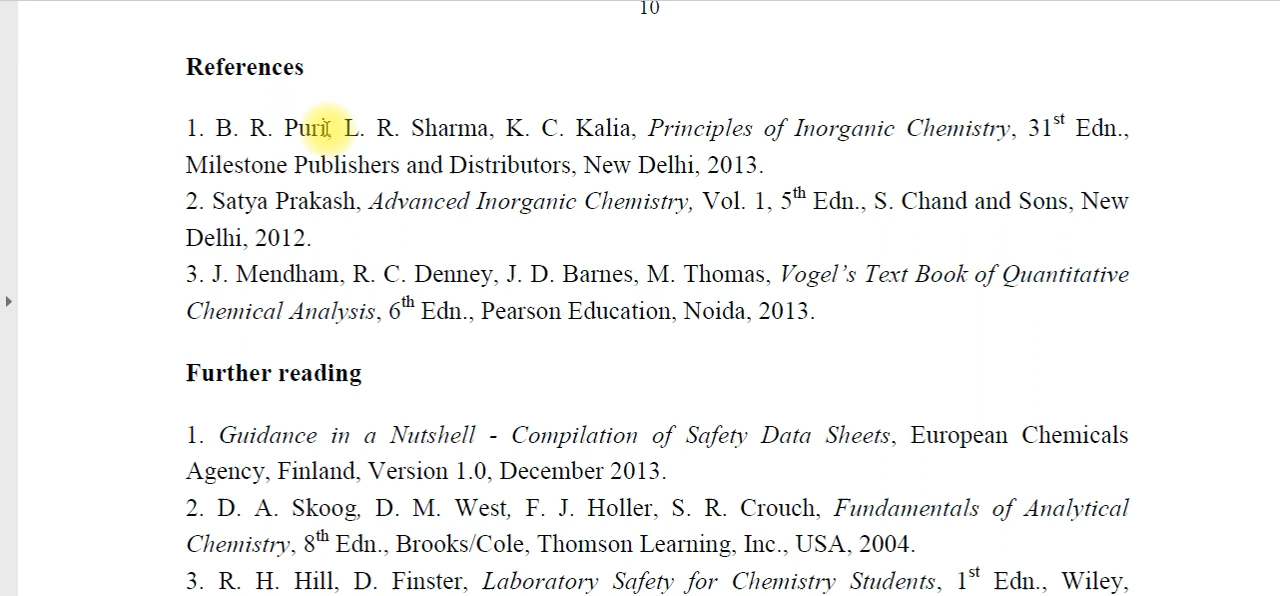 10
References
1. B. R. Puri, L. R. Sharma, K. C. Kalia, Principles of Inorganic Chemistry, 31st Edn.,
Milestone Publishers and Distributors, New Delhi, 2013.
2. Satya Prakash, Advanced Inorganic Chemistry, Vol. 1, 5th Edn., S. Chand and Sons, New
Delhi, 2012.
3. J. Mendham, R. C. Denney, J. D. Barnes, M. Thomas, Vogel’s Text Book of Quantitative
Chemical Analysis, 6th Edn., Pearson Education, Noida, 2013.
Further reading
1. Guidance in a Nutshell - Compilation of Safety Data Sheets, European Chemicals
Agency, Finland, Version 1.0, December 2013.
2. D. A. Skoog, D. M. West, F. J. Holler, S. R. Crouch, Fundamentals of Analytical
Chemistry, 8th Edn., Brooks/Cole, Thomson Learning, Inc., USA, 2004.
3. R. H. Hill, D. Finster, Laboratory Safety for Chemistry Students, 1st Edn., Wiley,